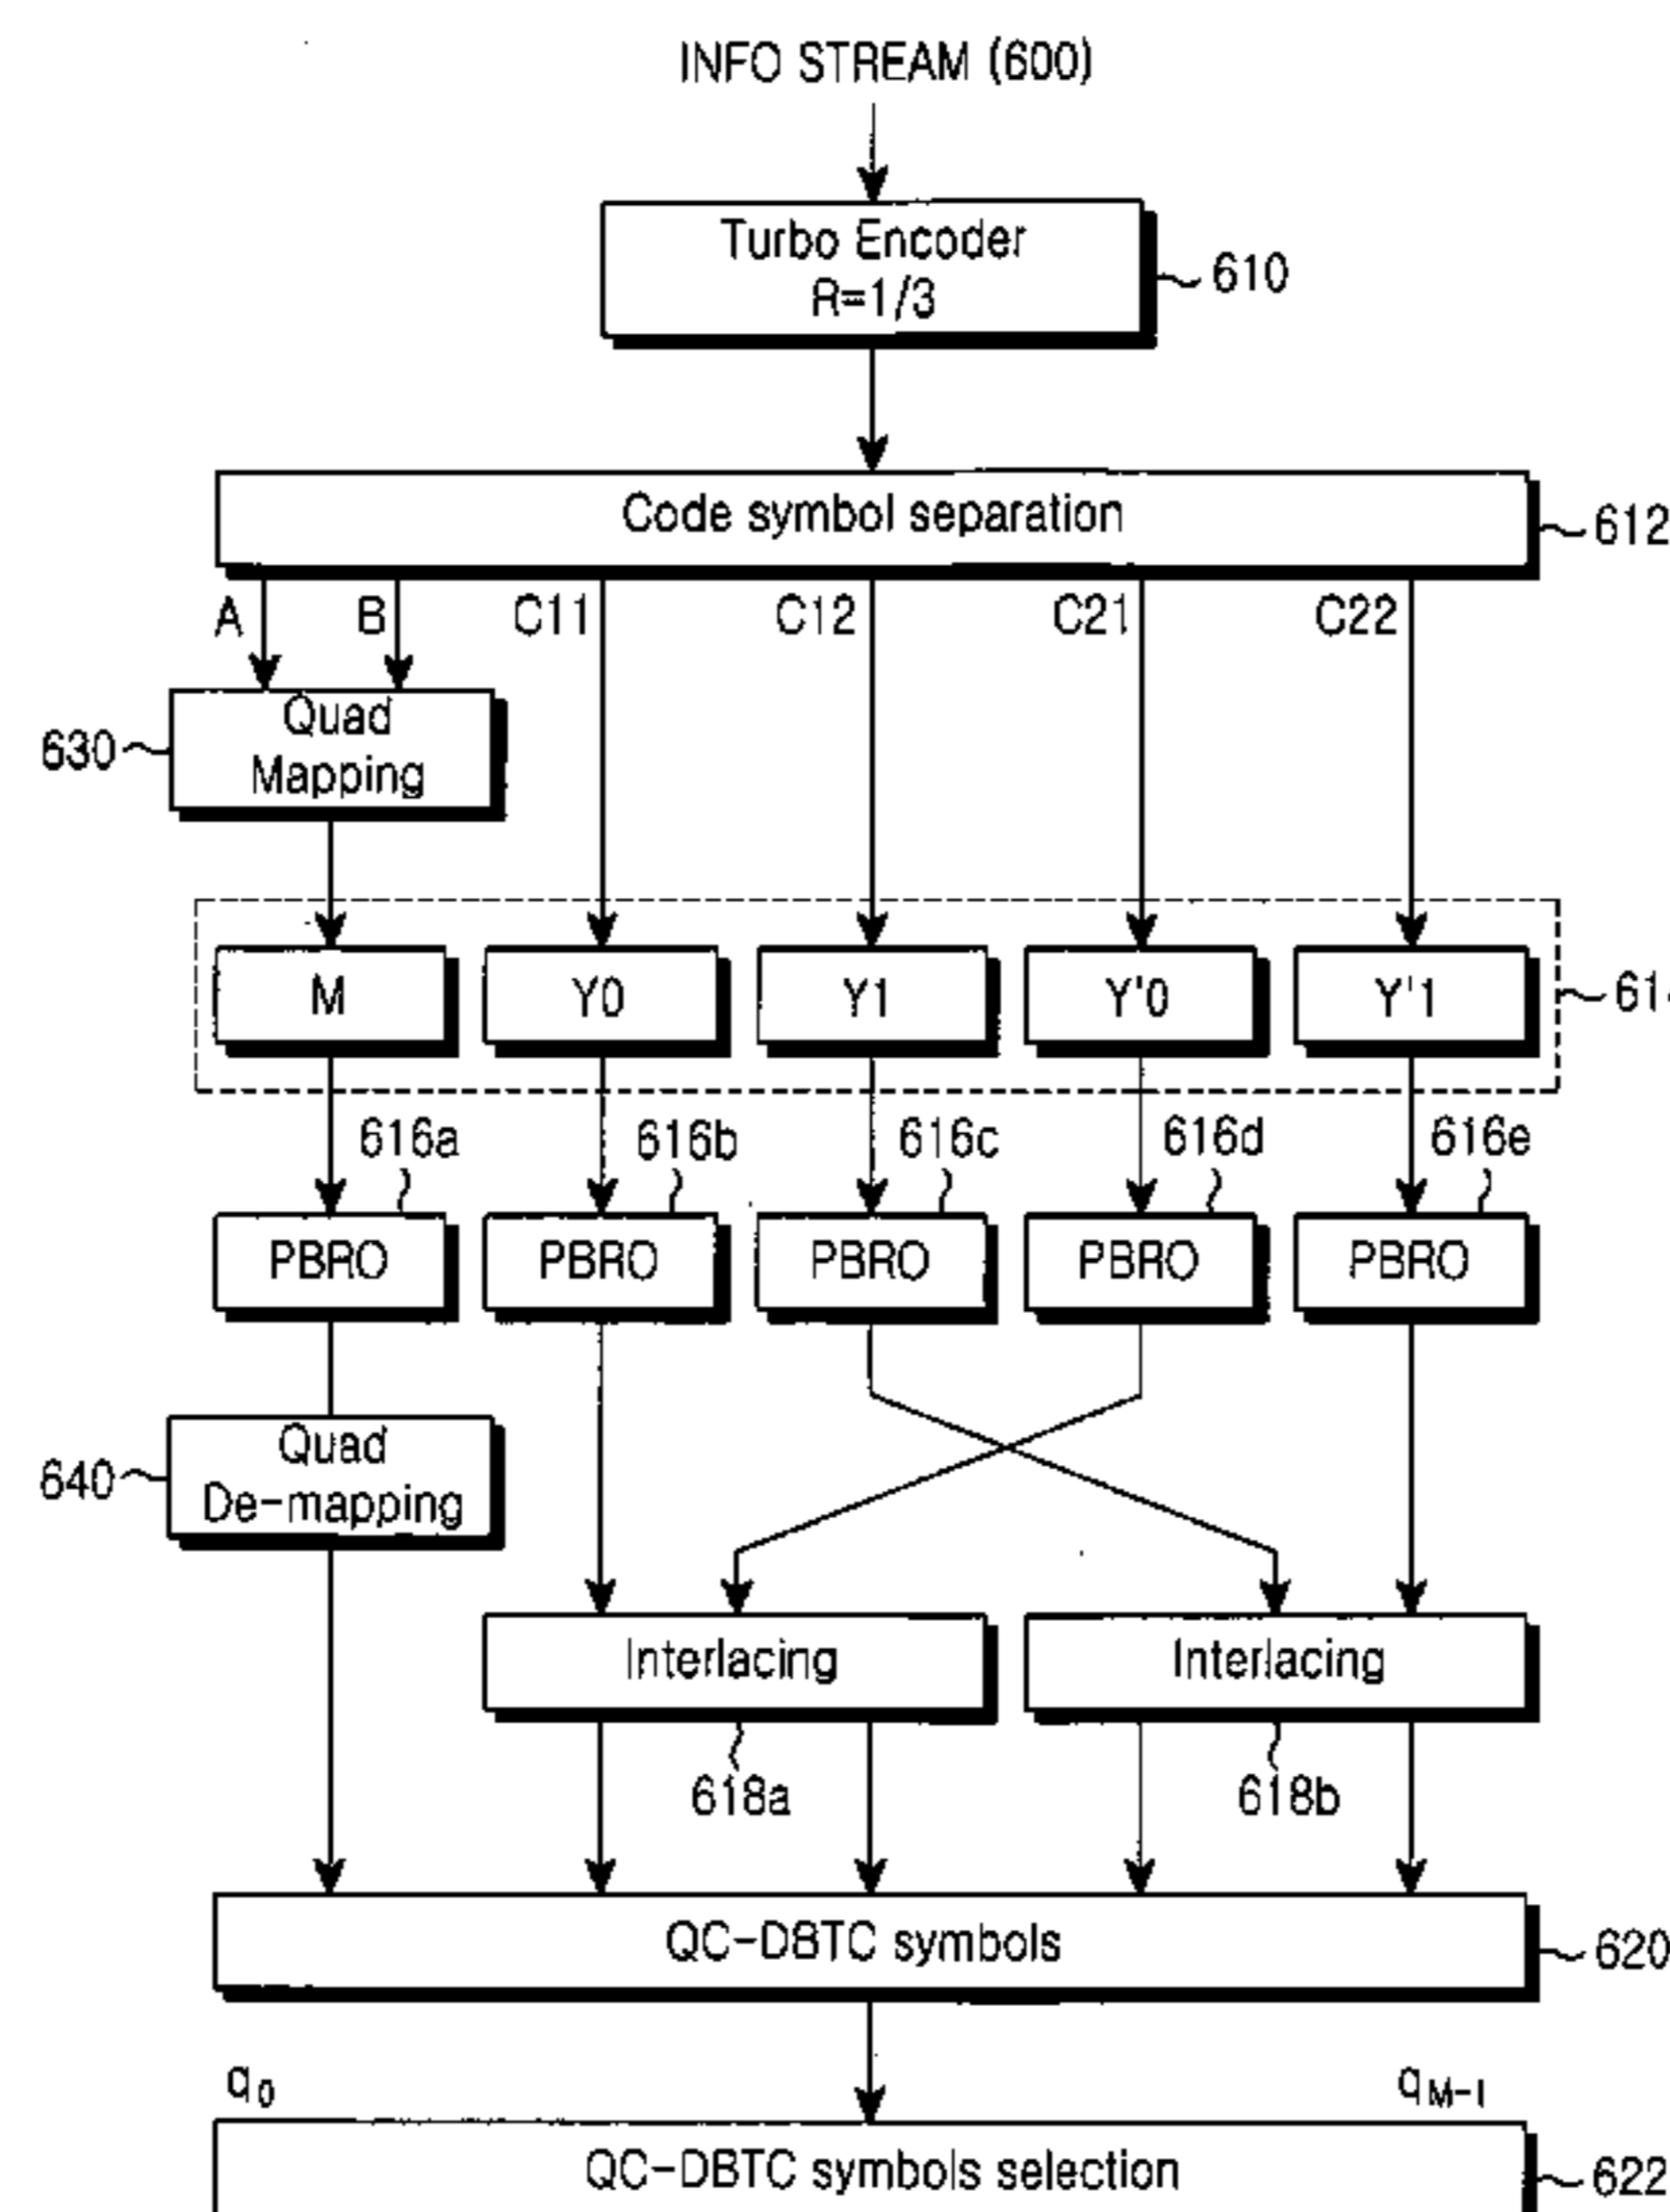 INFO STREAM (600)
Turbo Encoder
R=1/3
610
Code symbol separation
612
A
B
C11
C12
C21
C22
Quad
Mapping
630
M
Y0
Y1
Y'0
Y'1
616a
616b
616c
616d
616e
PBRO
PBRO
PBRO
PBRO
PBRO
Quad
De-mapping
640
Interlacing
Interlacing
618a
618b
QC-DBTC symbols
620
q0
qM-1
QC-DBTC symbols selection
622